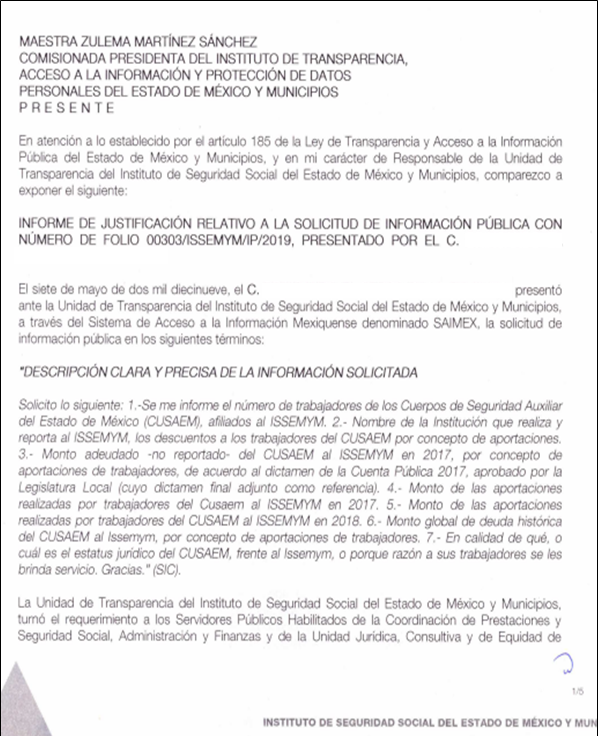 MAESTRA ZULEMA MARTÍNEZ SÁNCHEZ
COMISIONADA PRESIDENTA DEL INSTITUTO DE TRANSPARENCIA,
ACCESO A LA INFORMACIÓN Y PROTECCIÓN DE DATOS
PERSONALES DEL ESTADO DE MÉXICO Y MUNICIPIOS
P R E S E N T E
En atención a lo establecido por el artículo 185 de la Ley de Transparencia y Acceso a la Información
Pública del Estado de México y Municipios, y en mi carácter de Responsable de la Unidad de
Transparencia del Instituto de Seguridad Social del Estado de México y Municipios, comparezco a
exponer el siguiente:
INFORME DE JUSTIFICACIÓN RELATIVO A LA SOLICITUD DE INFORMACIÓN PÚBLICA CON
NÚMERO DE FOLIO 00303/ISSEMYM/IP/2019, PRESENTADO POR EL C.
El siete de mayo de dos mil diecinueve, el C. presentó
ante la Unidad de Transparencia del Instituto de Seguridad Social del Estado de México y Municipios,
a través del Sistema de Acceso a la Información Mexiquense denominado SAIMEX, la solicitud de
información pública en los siguientes términos:
"DESCRIPCIÓN CLARA Y PRECISA DE LA INFORMACIÓN SOLICITADA
Solicito lo siguiente: 1.-Se me informe el número de trabajadores de los Cuerpos de Seguridad Auxiliar
del Estado de México (CUSAEM), afiliados al ISSEMYM. 2.- Nombre de la Institución que realiza y
reporta al ISSEMYM, los descuentos a los trabajadores del CUSAEM por concepto de aportaciones.
3.- Monto adeudado -no reportado- del CUSAEM al ISSEMYM en 2017, por concepto de
aportaciones de trabajadores, de acuerdo al dictamen de la Cuenta Pública 2017, aprobado por la
Legislatura Local (cuyo dictamen final adjunto como referencia). 4.- Monto de las aportaciones
realizadas por trabajadores del Cusaem al ISSEMYM en 2017. 5.- Monto de las aportaciones
realizadas por trabajadores del CUSAEM al ISSEMYM en 2018. 6.- Monto global de deuda histórica
del CUSAEM al Issemym, por concepto de aportaciones de trabajadores. 7.- En calidad de qué, o
cuál es el estatus jurídico del CUSAEM, frente al Issemym, o porque razón a sus trabajadores se les
brinda servicio. Gracias." (SIC).
La Unidad de Transparencia del Instituto de Seguridad Social del Estado de México y Municipios,
turnó el requerimiento a los Servidores Públicos Habilitados de la Coordinación de Prestaciones y
Seguridad Social, Administración y Finanzas y de la Unidad Jurídica, Consultiva y de Equidad de
1/5
INSTITUTO DE SEGURIDAD SOCIAL DEL ESTADO DE MÉXICO Y MUN